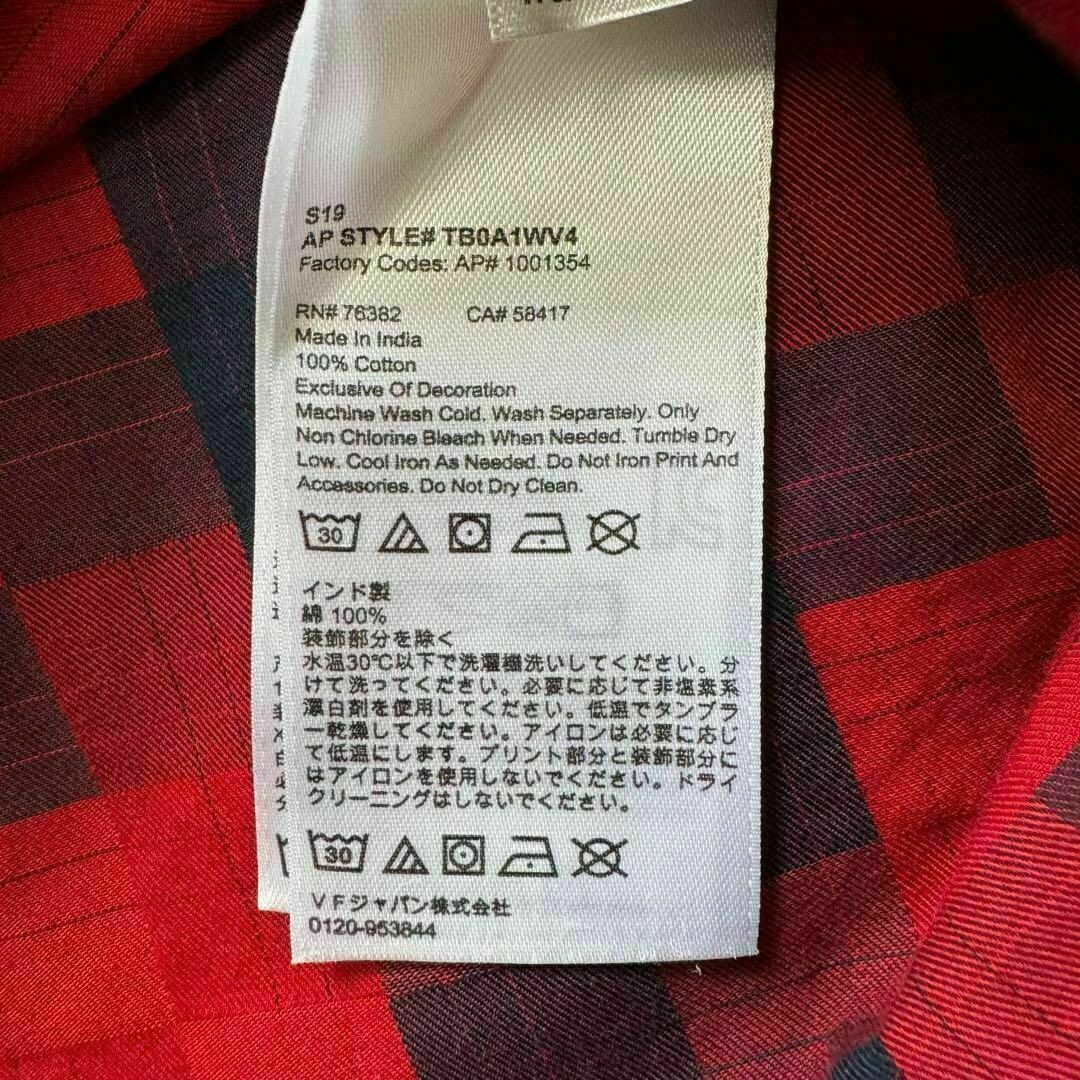 S19
AP STYLE# TB0A1WV4
Factory Codes: AP# 1001354
RN# 76382 CA# 58417
Made In India
100% Cotton
Exclusive Of Decoration
Machine Wash Cold. Wash Separately. Only
Non Chlorine Bleach When Needed. Tumble Dry
Low. Cool Iron As Needed. Do Not Iron Print And
Accessories. Do Not Dry Clean.
30
インド製
綿 100%
装飾部分を除く
水温30℃以下で洗濯機洗いしてください。分
けて洗ってください。必要に応じて非塩素系
漂白剤を使用してください。低温でタンブラ
ー乾燥してください。アイロンは必要に応じ
て低温にします。プリント部分と装飾部分に
はアイロンを使用しないでください。ドライ
クリーニングはしないでください。
30
VFジャパン株式会社
0120-953844